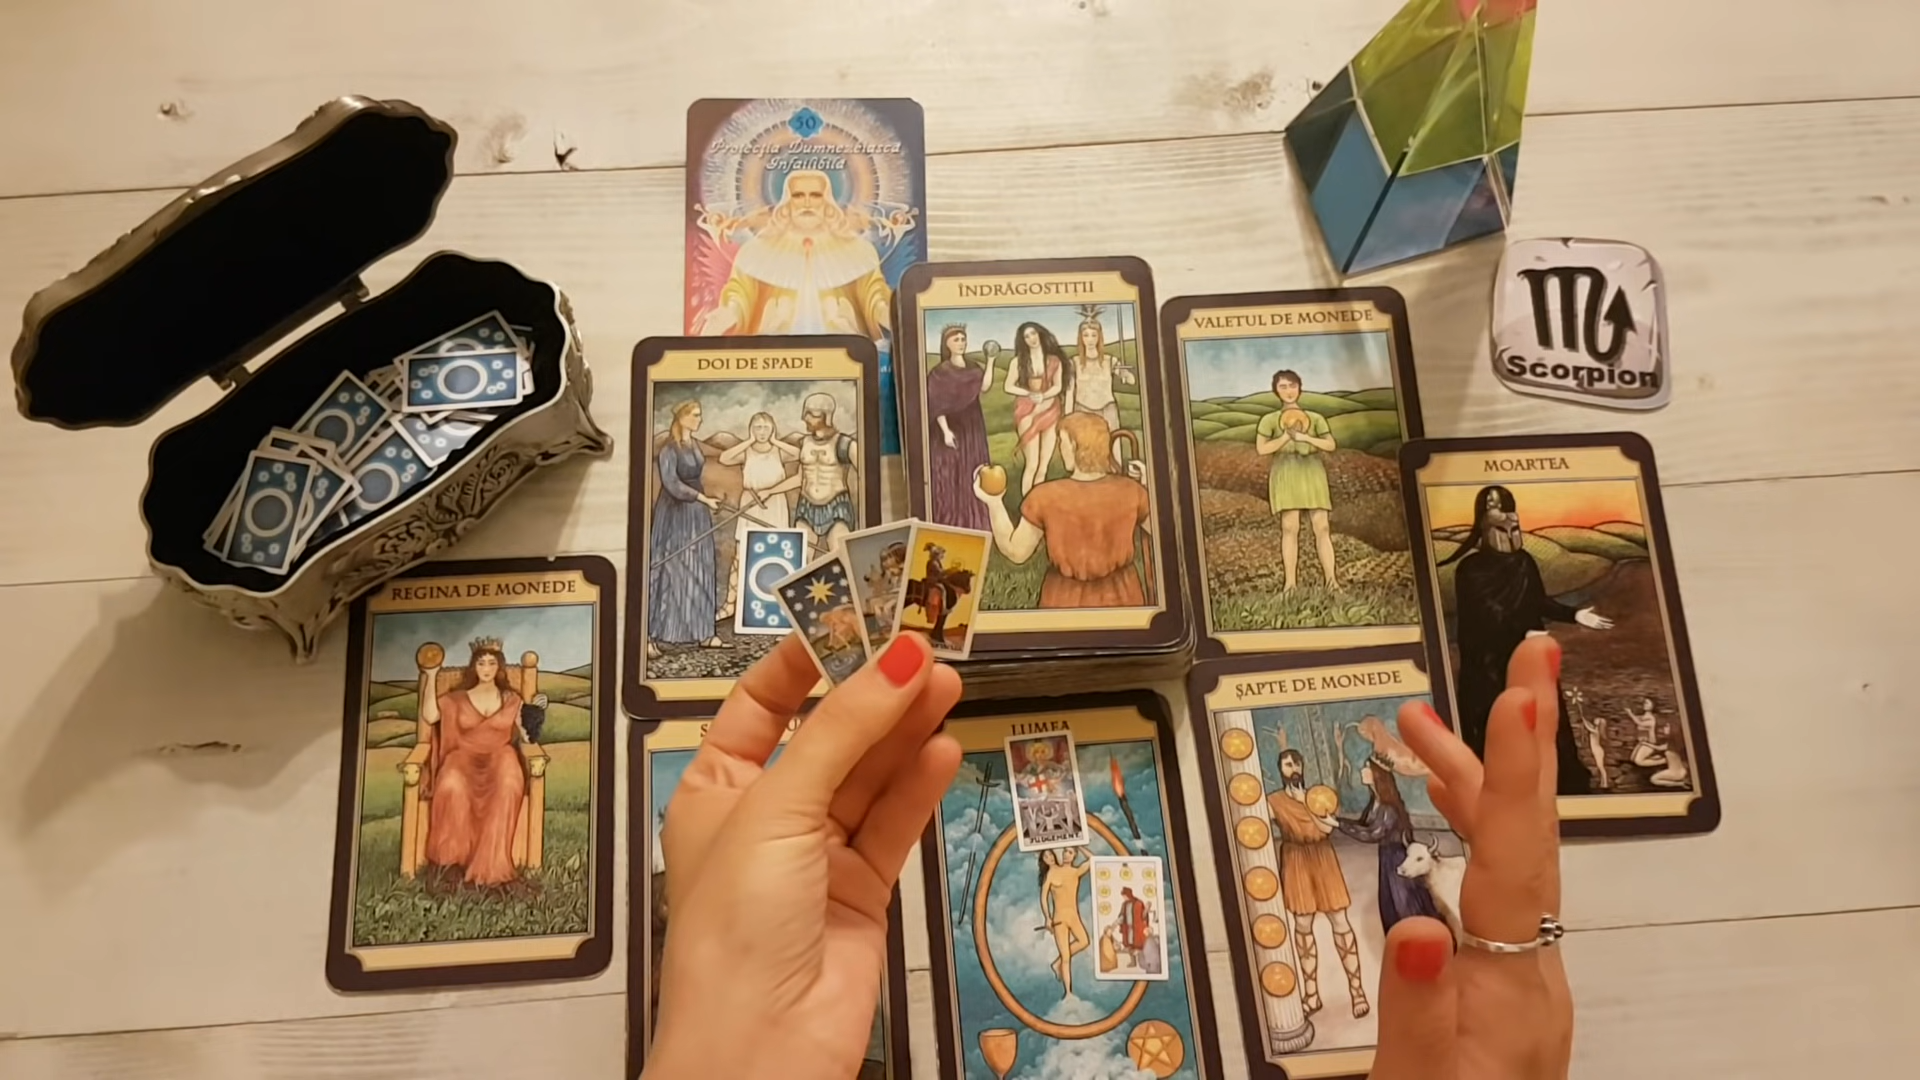 50
Protecția Dumnezeiasca
Infailibilă
ÎNDRĂGOSTIȚII
VALETUL DE MONEDE
DOI DE SPADE
Scorpion
MOARTEA
REGINA DE MONEDE
ȘAPTE DE MONEDE
LUMEA
JUDGEMENT